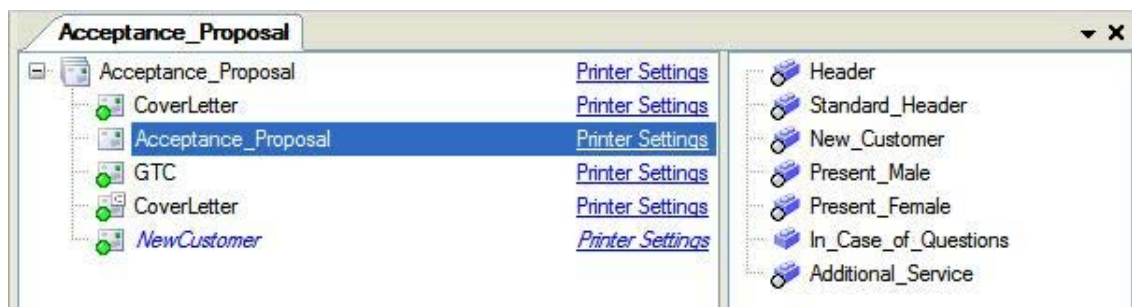 Acceptance_Proposal
Acceptance_Proposal Printer Settings
CoverLetter Printer Settings
Acceptance_Proposal Printer Settings
GTC Printer Settings
CoverLetter Printer Settings
NewCustomer Printer Settings
Header
Standard_Header
New_Customer
Present_Male
Present_Female
In_Case_of_Questions
Additional_Service